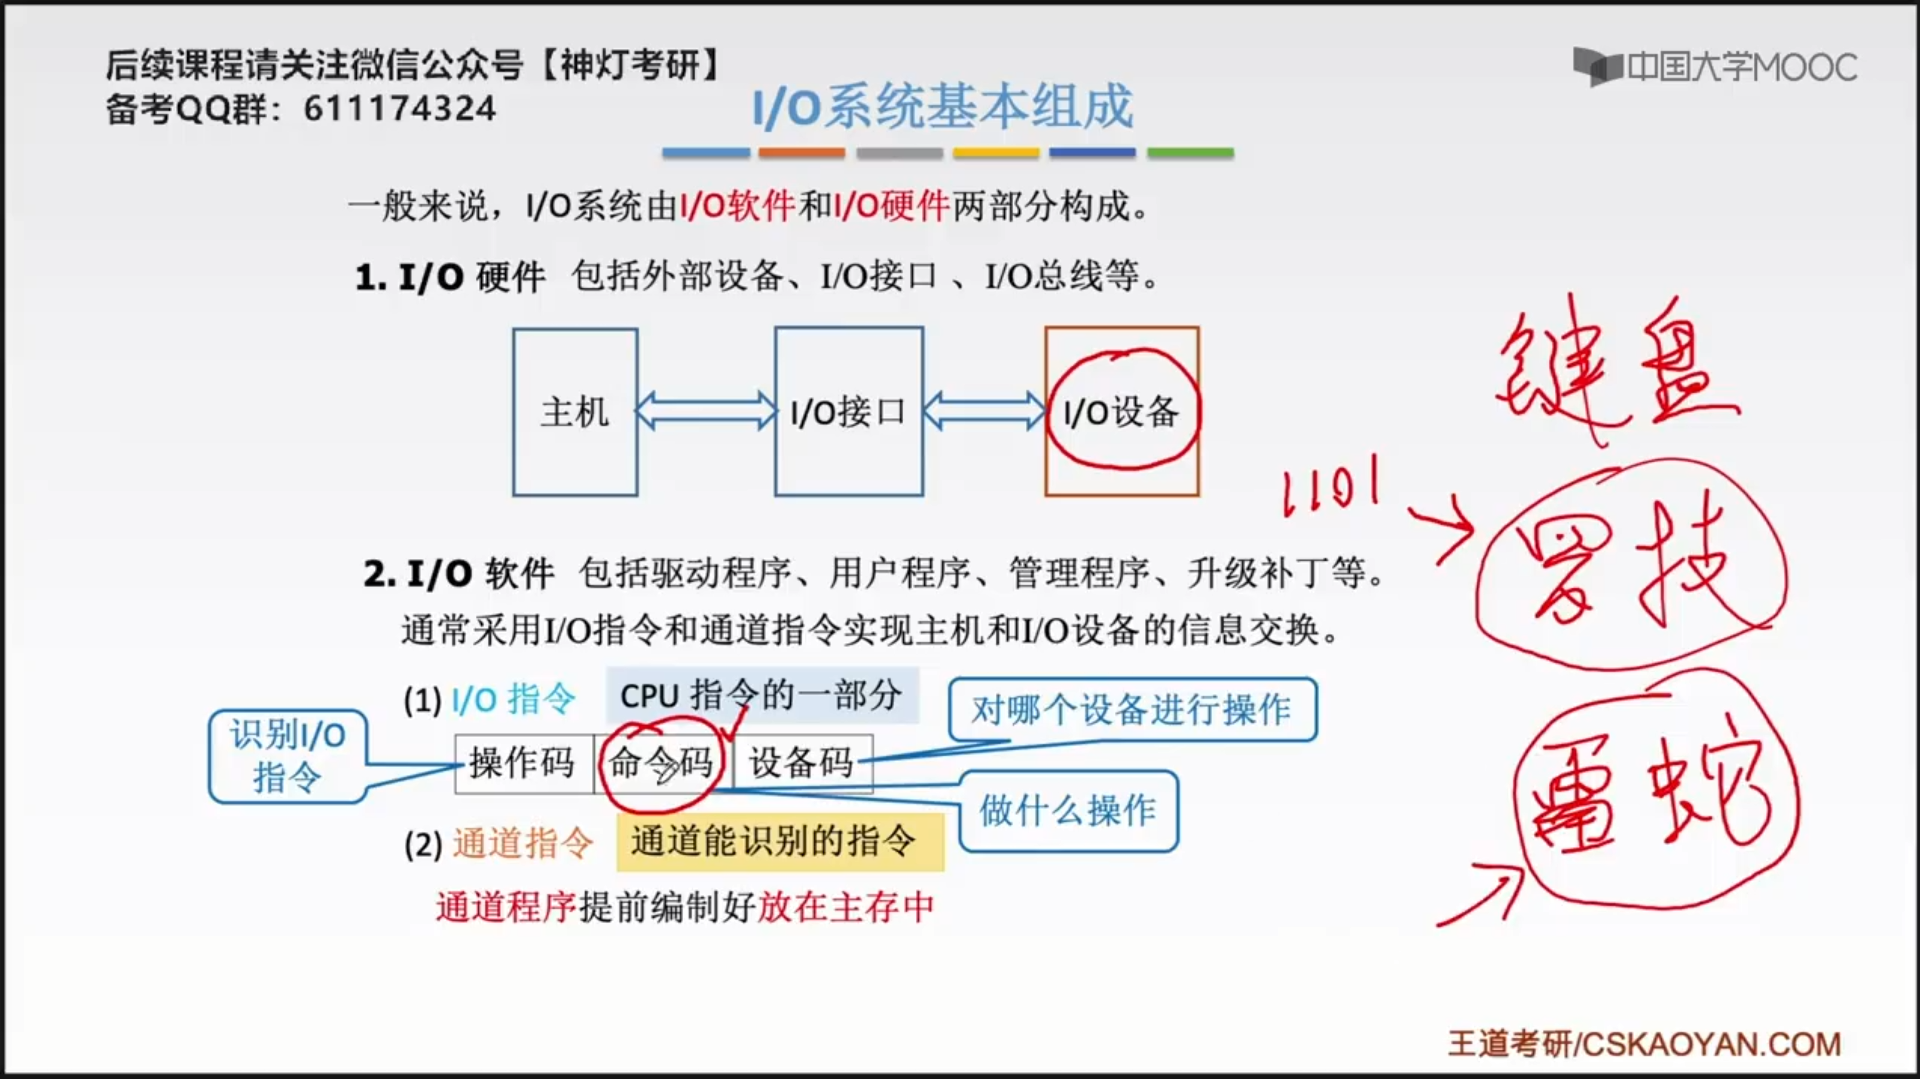 后续课程请关注微信公众号【神灯考研】
备考QQ群：611174324
中国大学MOOC
I/O系统基本组成
一般来说，I/O系统由I/O软件和I/O硬件两部分构成。
1. I/O 硬件 包括外部设备、I/O接口 、I/O总线等。
主机
I/O接口
I/O设备
键盘
1101
罗技
雷蛇
2. I/O 软件 包括驱动程序、用户程序、管理程序、升级补丁等。
通常采用I/O指令和通道指令实现主机和I/O设备的信息交换。
(1) I/O 指令 CPU 指令的一部分
对哪个设备进行操作
识别I/O
指令
操作码 命令码 设备码
做什么操作
(2) 通道指令 通道能识别的指令
通道程序提前编制好放在主存中
王道考研/CSKAOYAN.COM